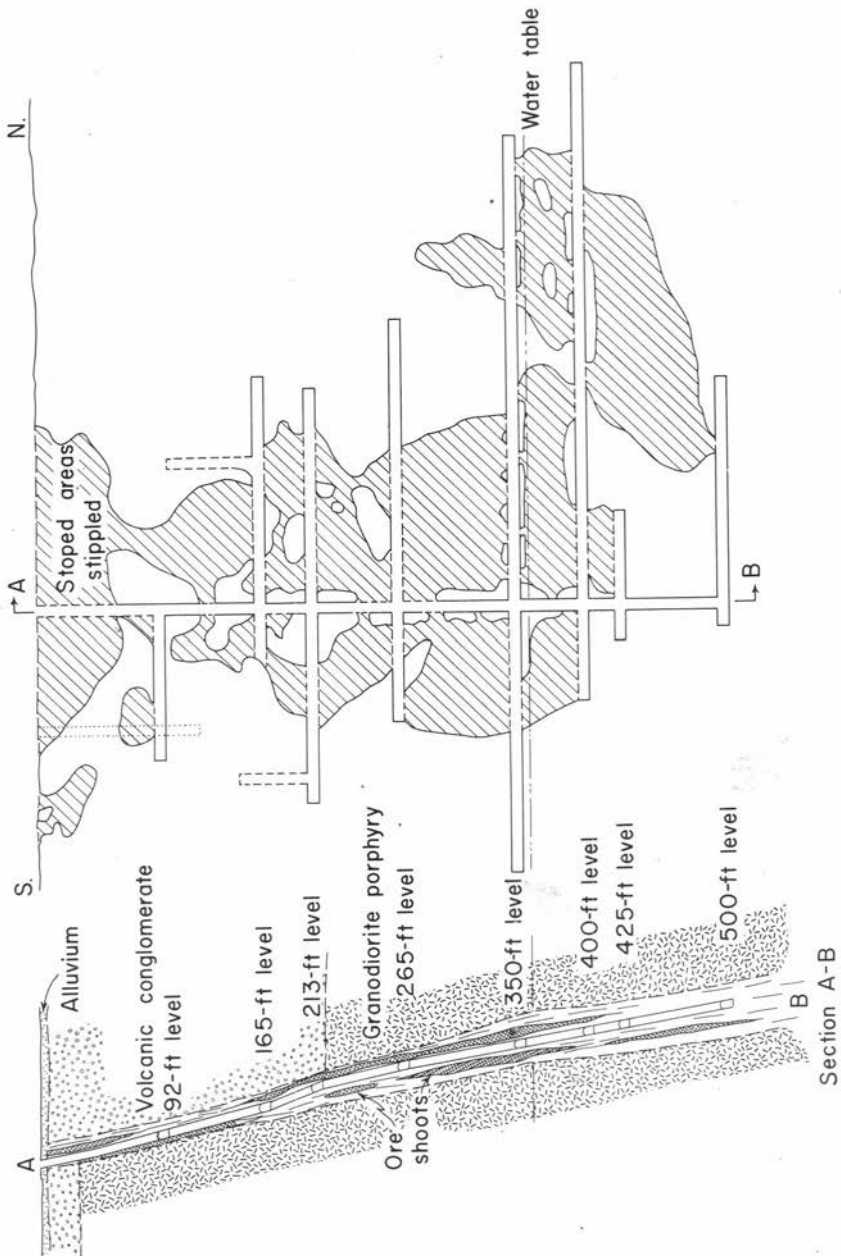 S.
N.
A
Stoped areas
stippled
Water table
B
A
Alluvium
Volcanic conglomerate
92-ft level
165-ft level
213-ft level
Granodiorite porphyry
265-ft level
Ore
shoots
350-ft level
400-ft level
425-ft level
500-ft level
B
Section A-B